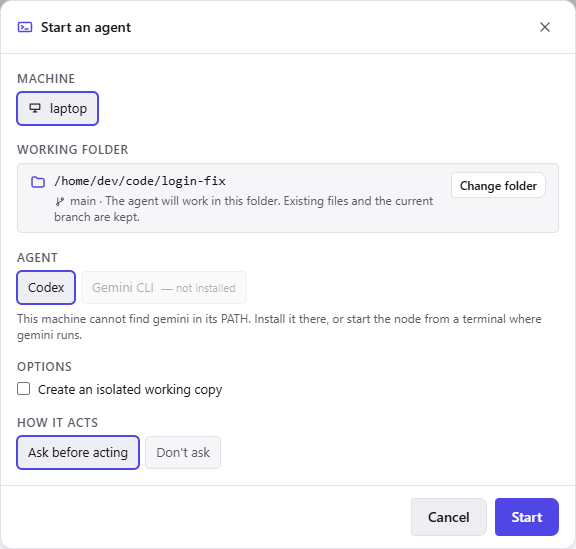 Start an agent
MACHINE
laptop
WORKING FOLDER
/home/dev/code/login-fix
Change folder
main · The agent will work in this folder. Existing files and the current
branch are kept.
AGENT
Codex
Gemini CLI — not installed
This machine cannot find gemini in its PATH. Install it there, or start the node from a terminal where
gemini runs.
OPTIONS
Create an isolated working copy
HOW IT ACTS
Ask before acting
Don't ask
Cancel
Start